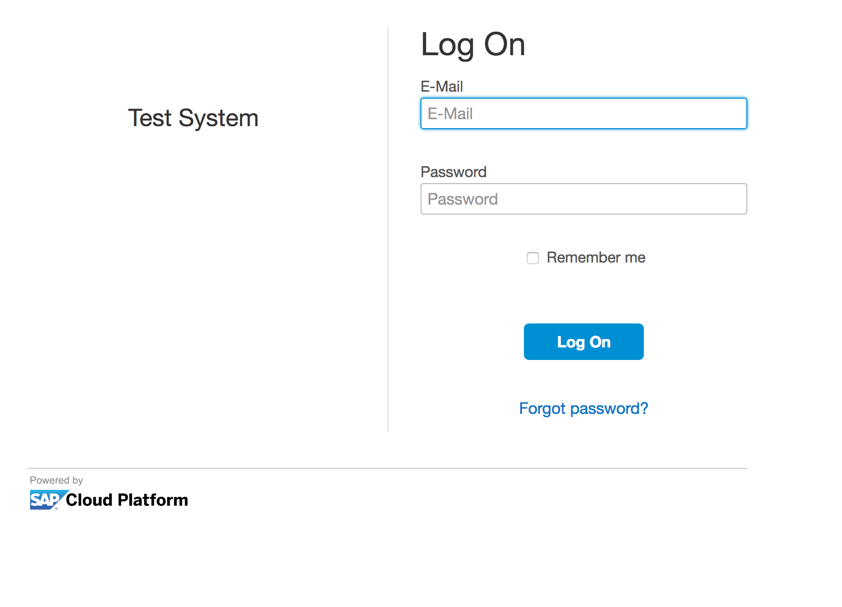 Test System
Log On
E-Mail
E-Mail
Password
Password
Remember me
Log On
Forgot password?
Powered by
SAP Cloud Platform